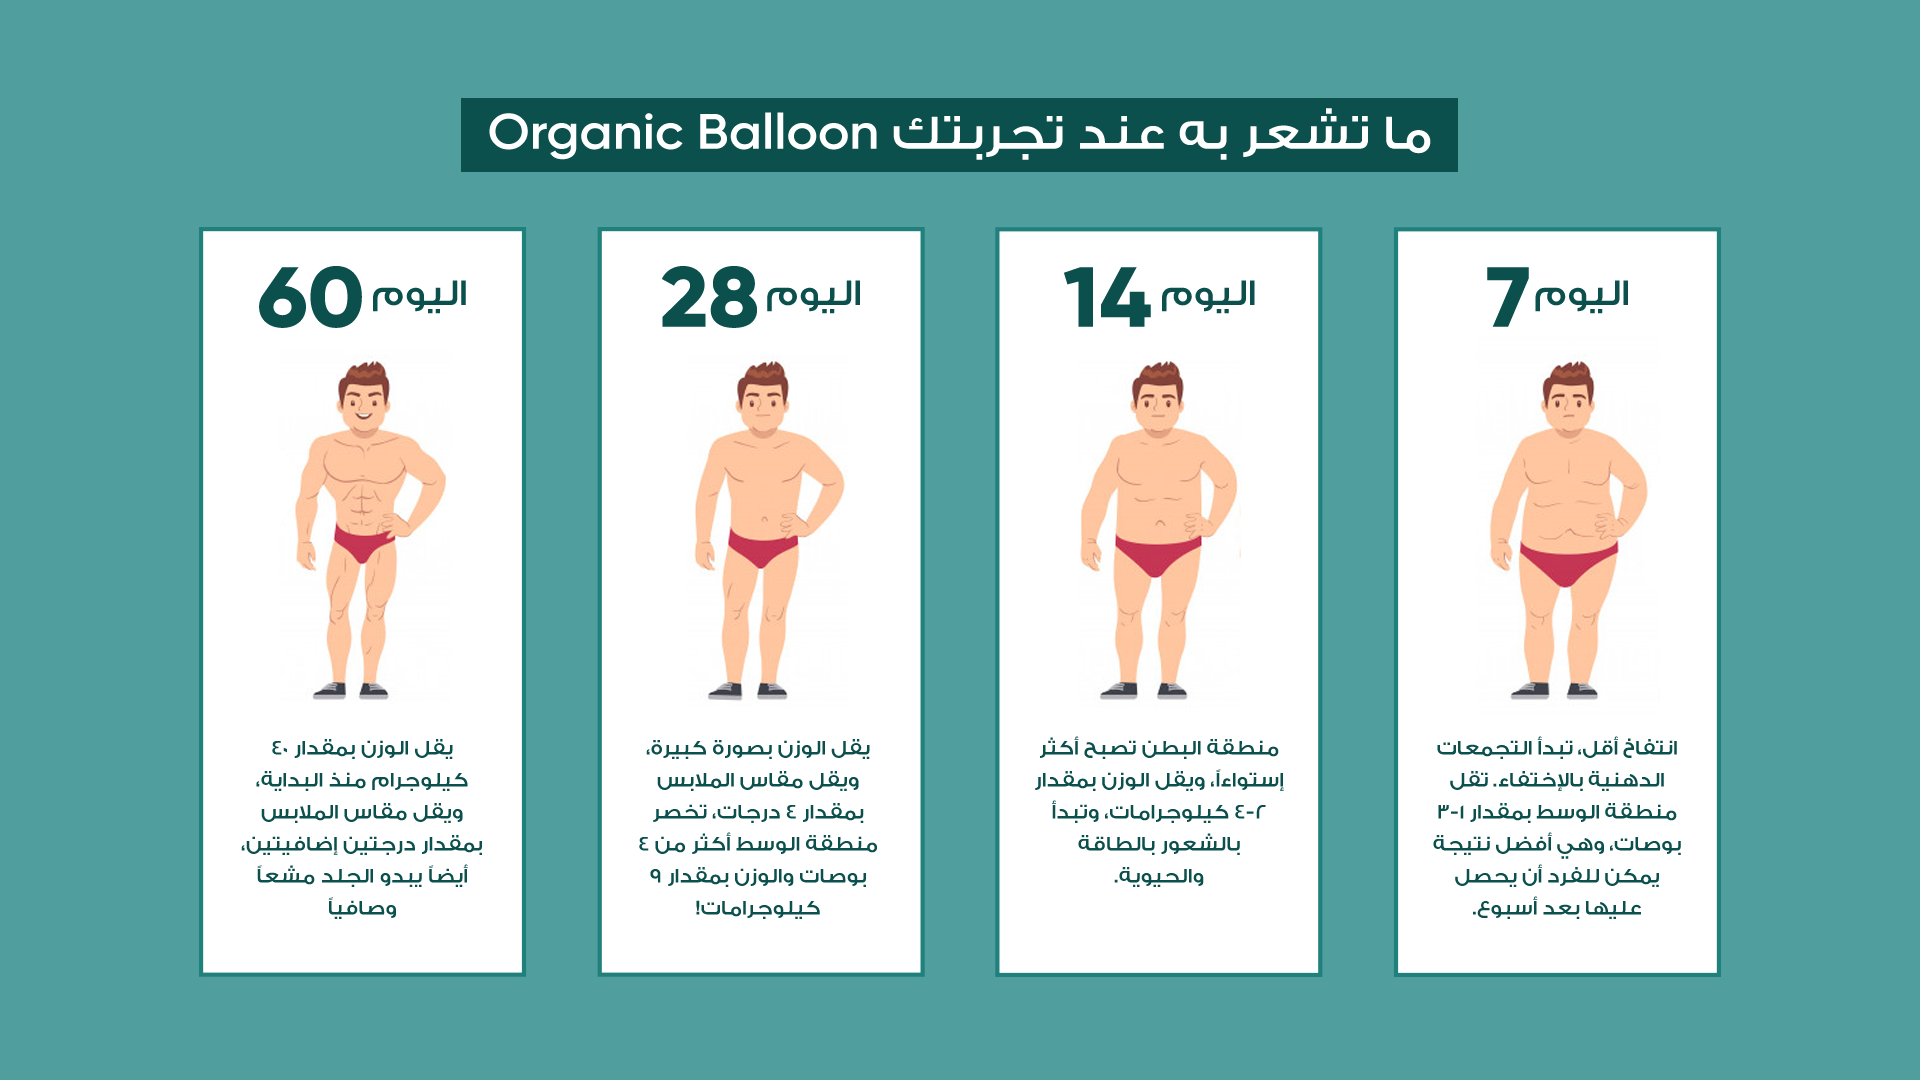 ما تشعر به عند تجربتك Organic Balloon
اليوم 7
انتفاخ أقل، تبدأ التجمعات
الدهنية بالإختفاء. تقل
منطقة الوسط بمقدار ١-٣
بوصات، وهي أفضل نتيجة
يمكن للفرد أن يحصل
عليها بعد أسبوع.
اليوم 14
منطقة البطن تصبح أكثر
إستواءاً، ويقل الوزن بمقدار
٢-٤ كيلوجرامات، وتبدأ
بالشعور بالطاقة
والحيوية.
اليوم 28
يقل الوزن بصورة كبيرة،
ويقل مقاس الملابس
بمقدار ٤ درجات، تخصر
منطقة الوسط أكثر من ٤
بوصات والوزن بمقدار ٩
كيلوجرامات!
اليوم 60
يقل الوزن بمقدار ٤٠
كيلوجرام منذ البداية،
ويقل مقاس الملابس
بمقدار درجتين إضافيتين،
أيضاً يبدو الجلد مشعاً
وصافياً